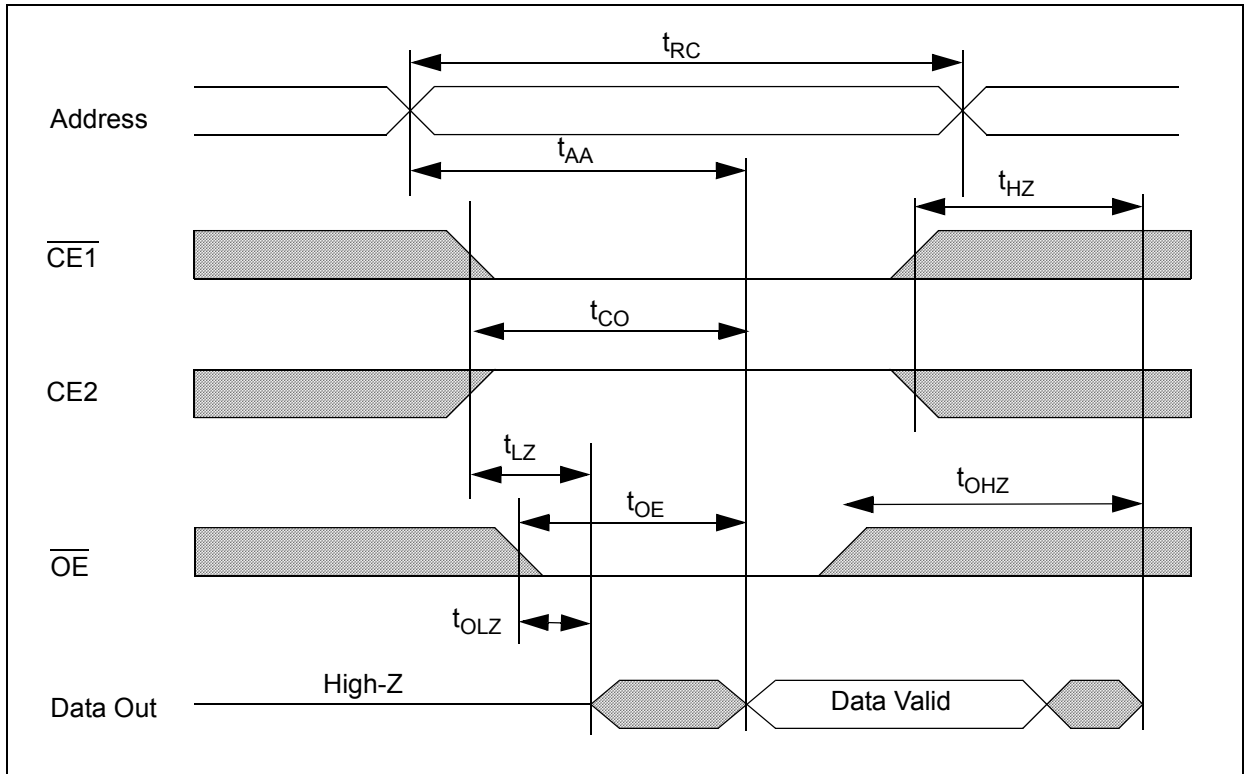 tRC
Address
tAA
tHZ
CE1
tCO
CE2
tLZ
tOHZ
tOE
OE
tOLZ
High-Z
Data Out
Data Valid